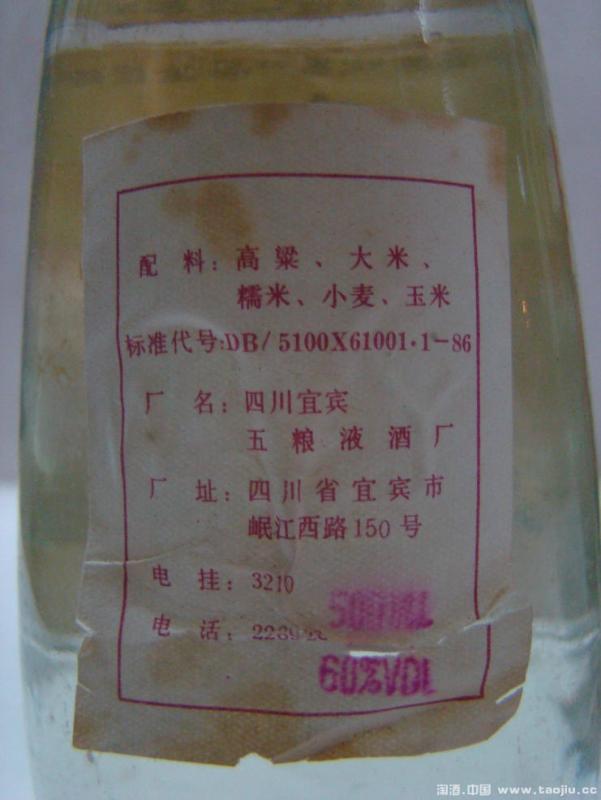 配料：高粱、大米、
糯米、小麦、玉米
标准代号:DB/5100X61001·1-86
厂名：四川宜宾
五粮液酒厂
厂址：四川省宜宾市
岷江西路150号
电挂：3210
500ML
电话：
60%VOL
淘酒.中国 www.taojiu.cc